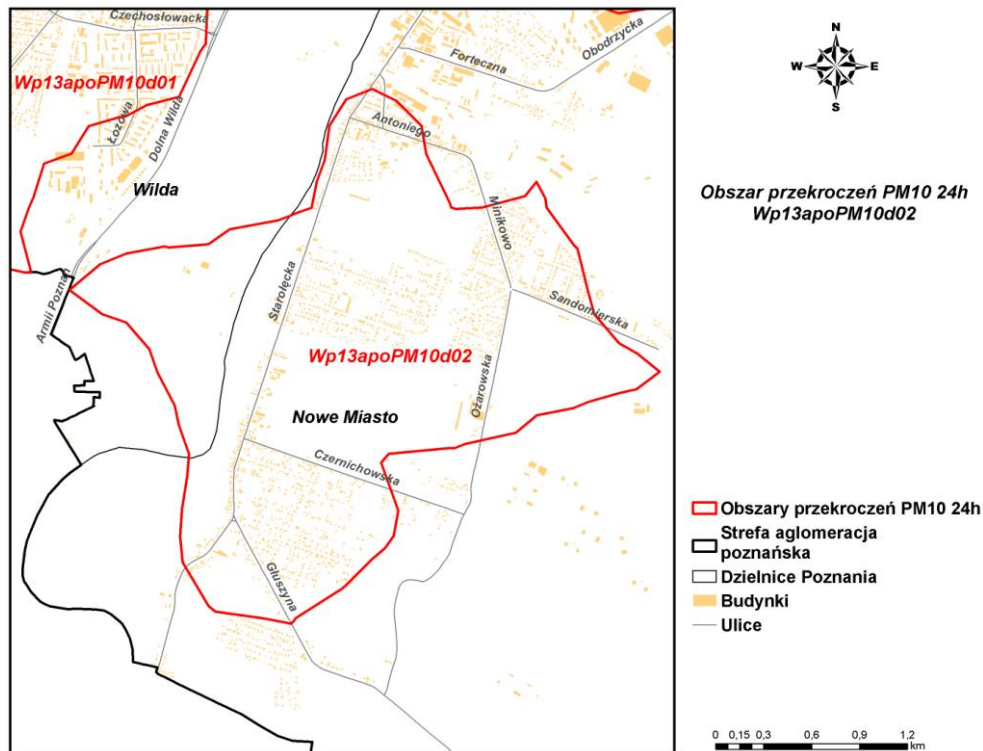 Czechosłowacka
Wp13apoPM10d01
Łozowa
Dolna Wilda
Wilda
Armii Poznań
Forteczna
Obodrzycka
Antoniego
Minikowo
Starołęcka
Sandomierska
Wp13apoPM10d02
Ożarowska
Nowe Miasto
Czernichowska
Głuszyna
N
W
E
S
Obszar przekroczeń PM10 24h
Wp13apoPM10d02
Obszary przekroczeń PM10 24h
Strefa aglomeracja
poznańska
Dzielnice Poznania
Budynki
Ulice
0 0,15 0,3 0,6 0,9 1,2
km